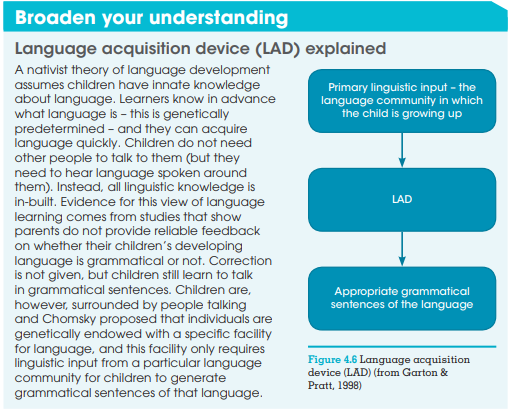 Broaden your understanding
Language acquisition device (LAD) explained
A nativist theory of language development
assumes children have innate knowledge
about language. Learners know in advance
what language is – this is genetically
predetermined – and they can acquire
language quickly. Children do not need
other people to talk to them (but they
need to hear language spoken around
them). Instead, all linguistic knowledge is
in-built. Evidence for this view of language
learning comes from studies that show
parents do not provide reliable feedback
on whether their children's developing
language is grammatical or not. Correction
is not given, but children still learn to talk
in grammatical sentences. Children are,
however, surrounded by people talking
and Chomsky proposed that individuals are
genetically endowed with a specific facility
for language, and this facility only requires
linguistic input from a particular language
community for children to generate
grammatical sentences of that language.
Primary linguistic input – the
language community in which
the child is growing up
LAD
Appropriate grammatical
sentences of the language
Figure 4.6 Language acquisition
device (LAD) (from Garton &
Pratt, 1998)